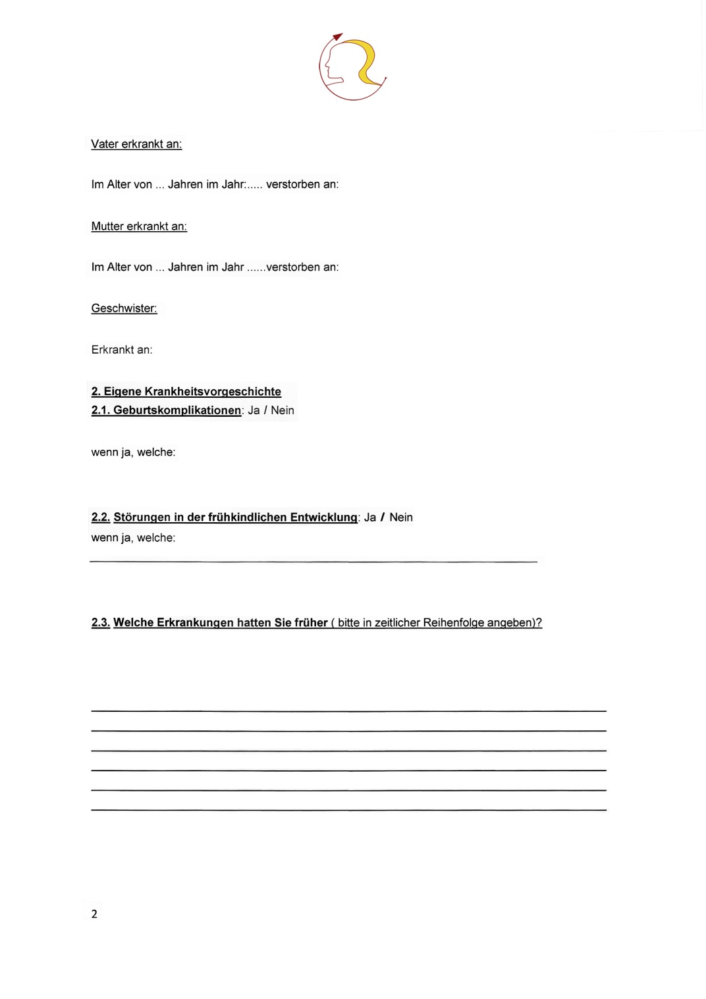 Vater erkrankt an:
Im Alter von ... Jahren im Jahr:..... verstorben an:
Mutter erkrankt an:
Im Alter von ... Jahren im Jahr ......verstorben an:
Geschwister:
Erkrankt an:
2. Eigene Krankheitsvorgeschichte
2.1. Geburtskomplikationen: Ja / Nein
wenn ja, welche:
2.2. Störungen in der frühkindlichen Entwicklung: Ja / Nein
wenn ja, welche:
2.3. Welche Erkrankungen hatten Sie früher ( bitte in zeitlicher Reihenfolge angeben)?
2